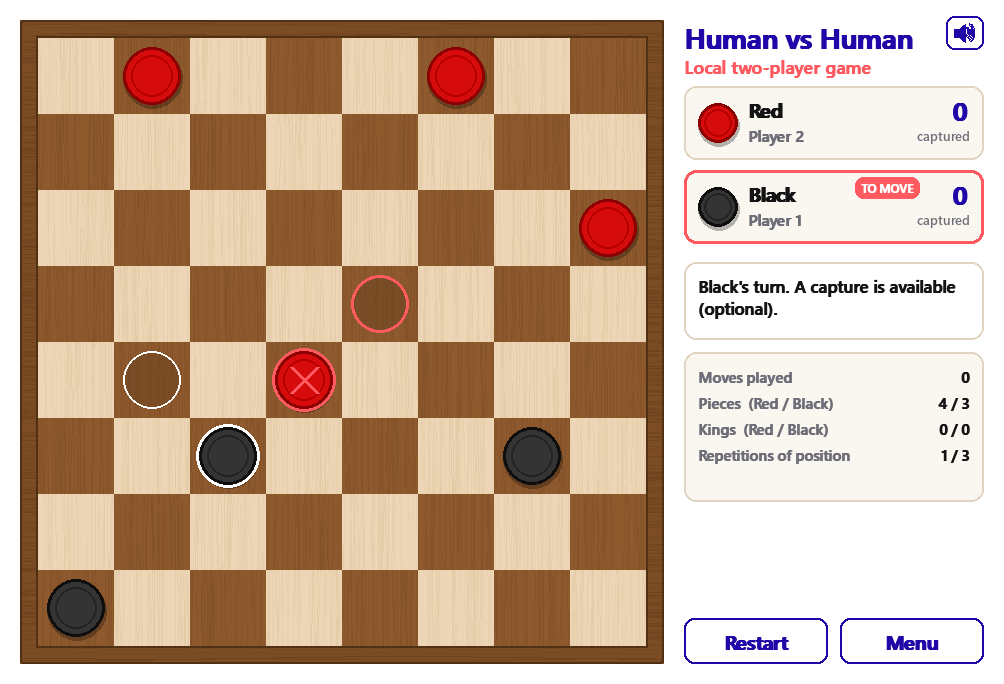 Human vs Human
Local two-player game
Red
Player 2
0
captured
Black
Player 1
TO MOVE
0
captured
Black's turn. A capture is available
(optional).
Moves played 0
Pieces (Red / Black) 4 / 3
Kings (Red / Black) 0 / 0
Repetitions of position 1 / 3
Restart
Menu